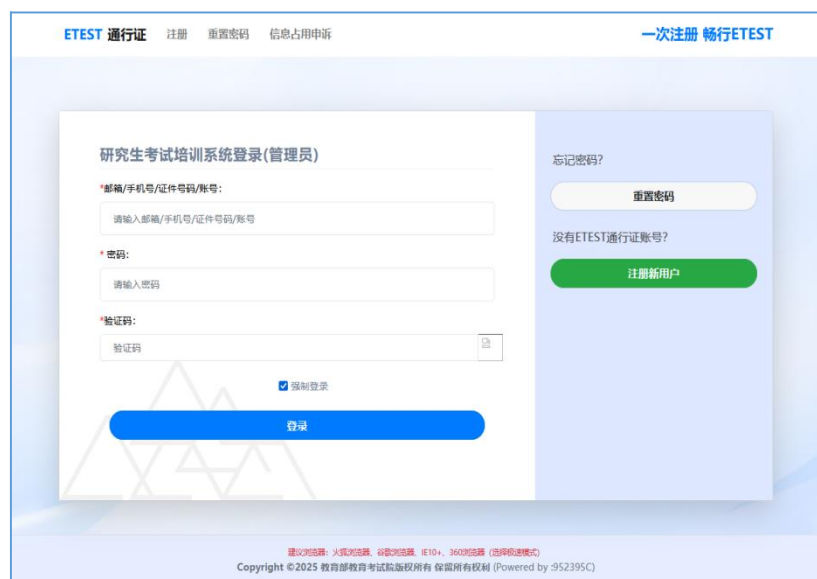 ETEST 通行证 注册 重置密码 信息占用申诉 一次注册 畅行ETEST
研究生考试培训系统登录(管理员)
*邮箱/手机号/证件号码/账号：
请输入邮箱/手机号/证件号码/账号
* 密码：
请输入密码
*验证码：
验证码
强制登录
登录
忘记密码?
重置密码
没有ETEST通行证账号?
注册新用户
建议浏览器：火狐浏览器、谷歌浏览器、IE10+、360浏览器（选择极速模式）
Copyright ©2025 教育部教育考试院版权所有 保留所有权利 (Powered by :952395C)